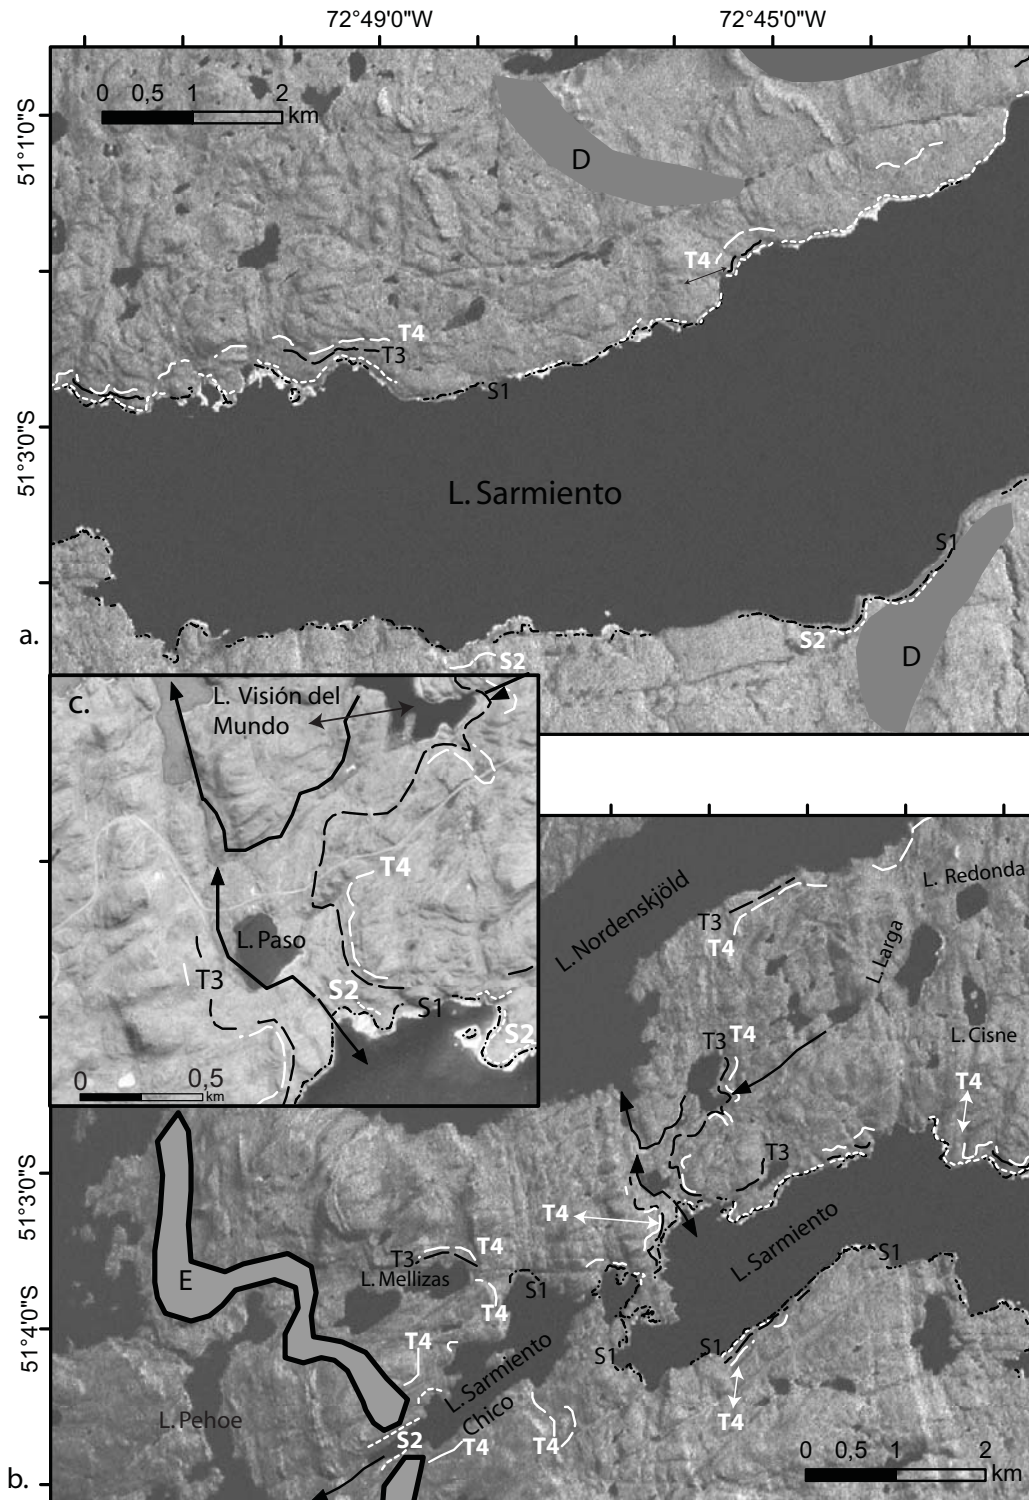 72°49'0"W
72°45'0"W
0 0,5 1 2
km
51°1'0"S
D
T4
T4
T3
S1
51°3'0"S
L. Sarmiento
S1
a.
S2
S2
D
c.
L. Visión del
Mundo
T4
L. Paso
T3
S2
S1
S2
0 0,5
km
L. Nordenskjöld
L. Redonda
T3
T4
L. Larga
T3
T4
L. Cisne
T4
51°3'0"S
T3
T4
L. Sarmiento
T3
T4
S1
E
L. Mellizas
S1
T4
51°4'0"S
T4
S1
S1
L. Sarmiento
Chico
T4
L. Pehoe
S2
T4
T4
0 0,5 1 2
km
b.